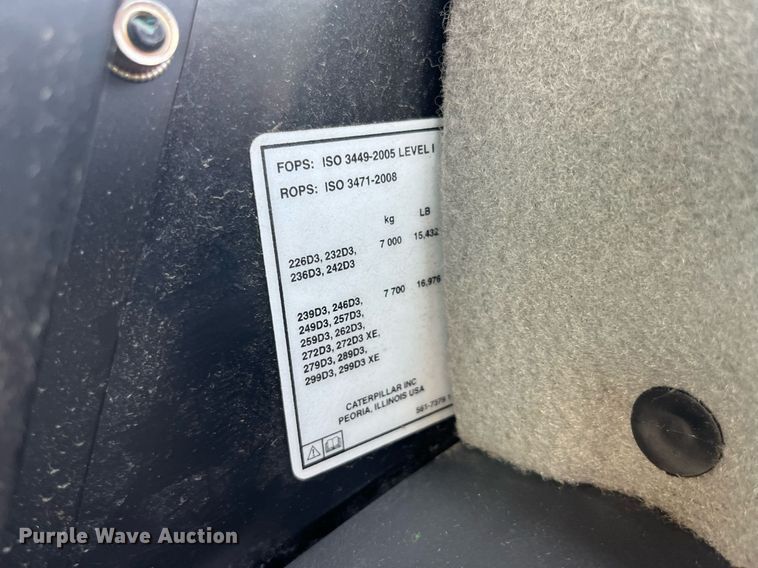 FOPS: ISO 3449-2005 LEVEL I
ROPS: ISO 3471-2008
kg LB
226D3, 232D3, 7 000 15,432
236D3, 242D3
239D3, 246D3, 7 700 16,976
249D3, 257D3,
259D3, 262D3,
272D3, 272D3 XE,
279D3, 289D3,
299D3, 299D3 XE
CATERPILLAR INC
PEORIA, ILLINOIS USA
561-7379
Purple Wave Auction